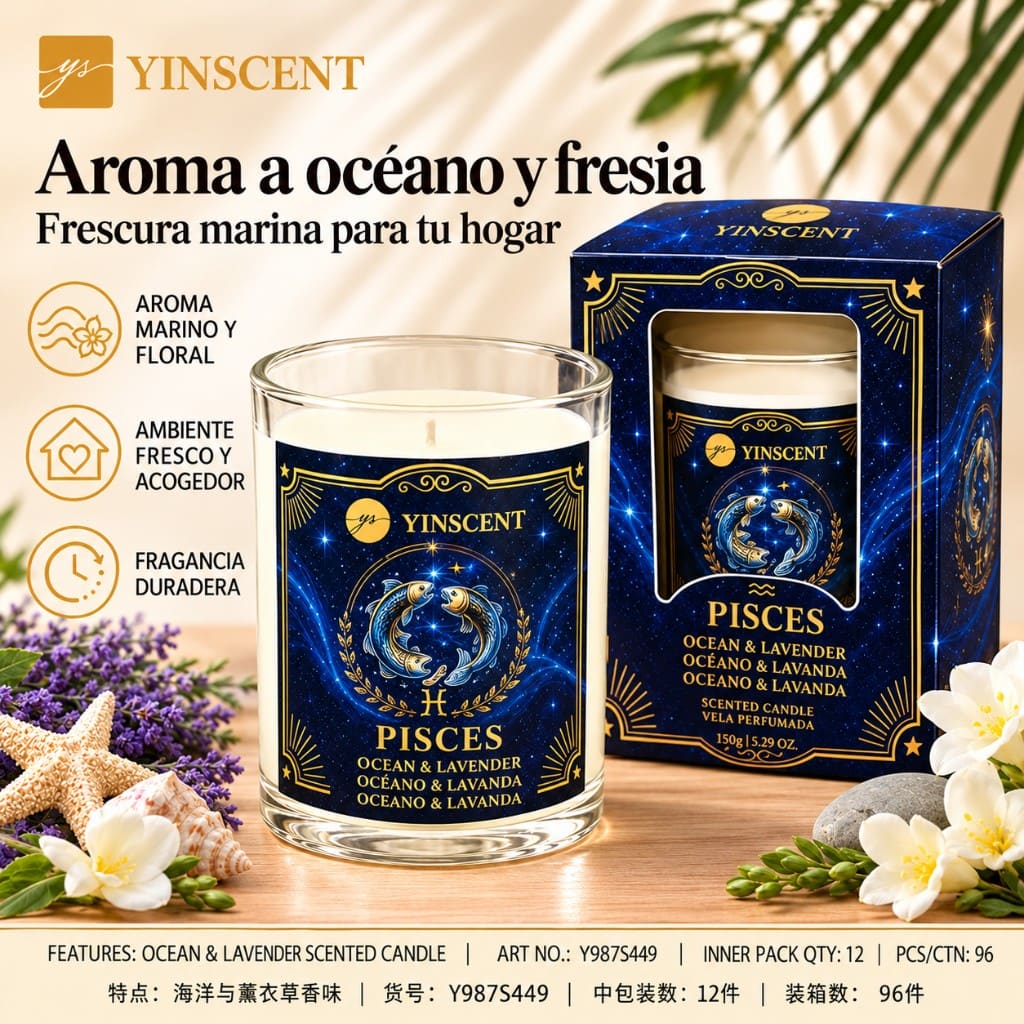 ys YINSCENT
Aroma a océano y fresia
Frescura marina para tu hogar
AROMA
MARINO Y
FLORAL
AMBIENTE
FRESCO Y
ACOGEDOR
FRAGANCIA
DURADERA
ys YINSCENT
PISCES
OCEAN & LAVENDER
OCÉANO & LAVANDA
OCEANO & LAVANDA
ys
YINSCENT
ys YINSCENT
PISCES
OCEAN & LAVENDER
OCÉANO & LAVANDA
OCEANO & LAVANDA
SCENTED CANDLE
VELA PERFUMADA
150g | 5.29 OZ.
FEATURES: OCEAN & LAVENDER SCENTED CANDLE | ART NO.: Y987S449 | INNER PACK QTY: 12 | PCS/CTN: 96
特点：海洋与薰衣草香味 | 货号：Y987S449 | 中包装数：12件 | 装箱数： 96件